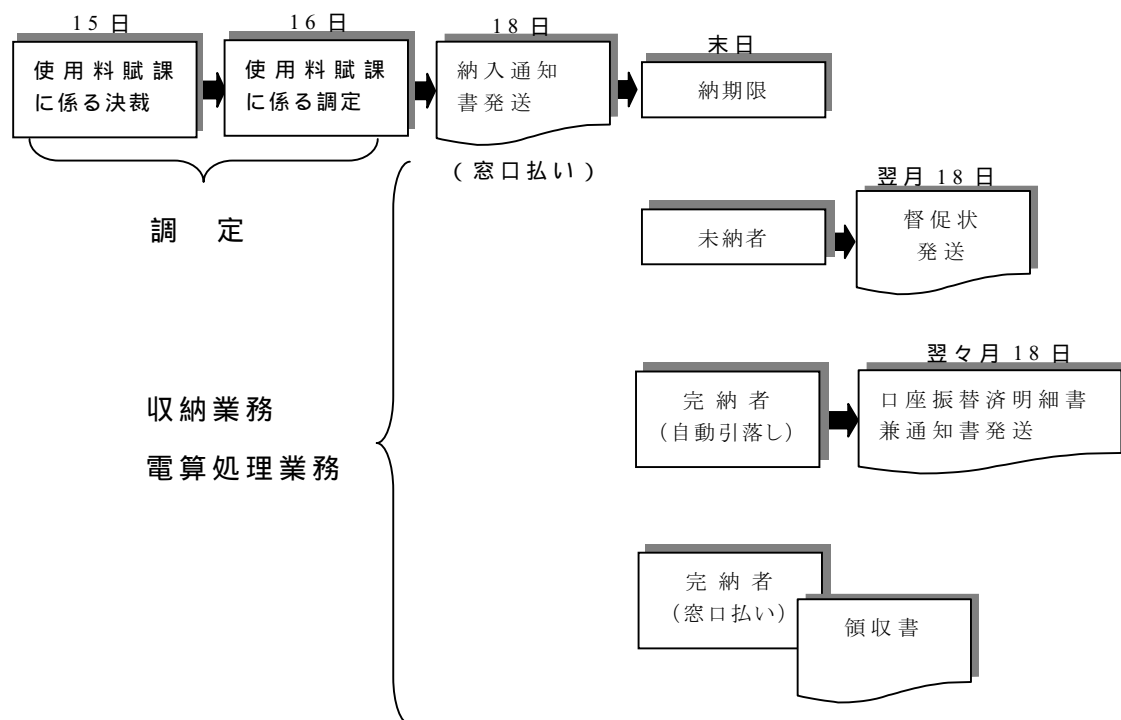 15日
使用料賦課
に係る決裁
16日
使用料賦課
に係る調定
18日
納入通知
書発送
(窓口払い)
末日
納期限
調 定
未納者
翌月18日
督促状
発送
収納業務
電算処理業務
完納者
(自動引落し)
翌々月18日
口座振替済明細書
兼通知書発送
完納者
(窓口払い)
領収書